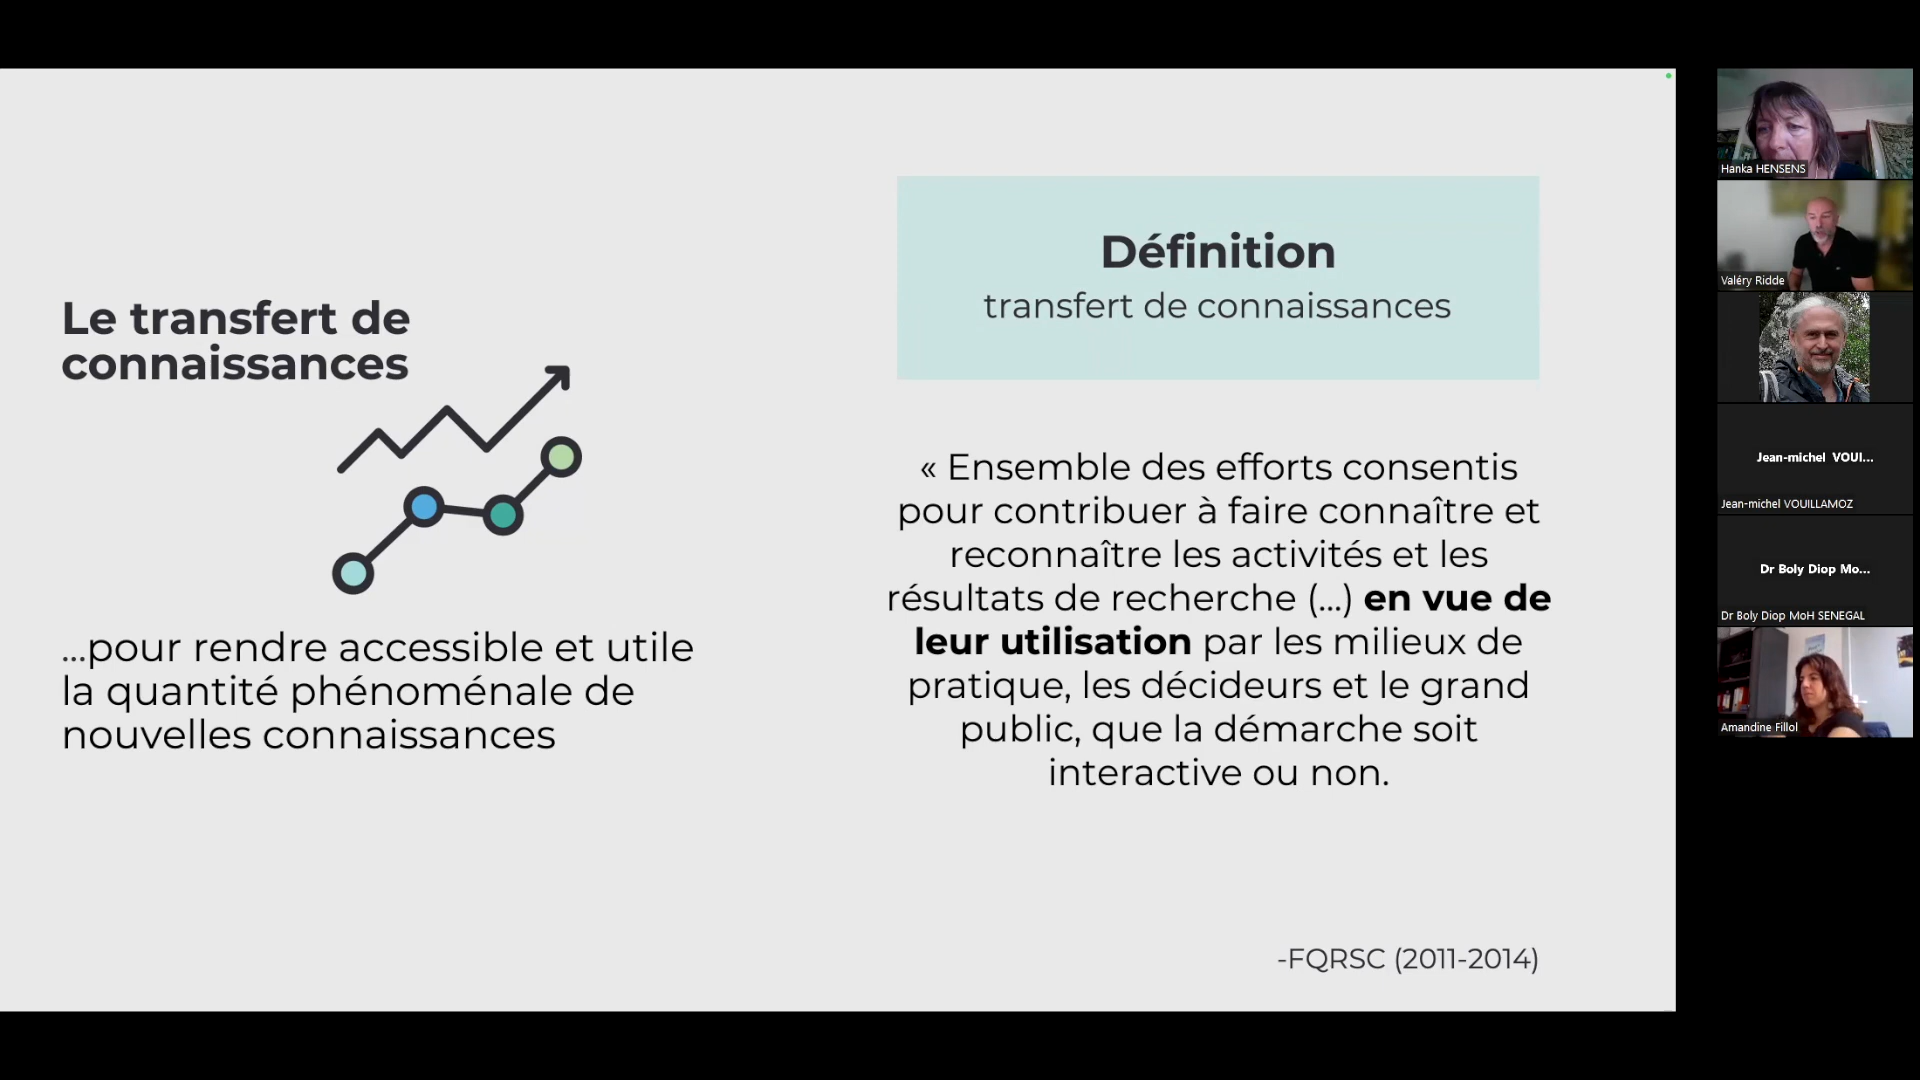 Le transfert de
connaissances
...pour rendre accessible et utile
la quantité phénoménale de
nouvelles connaissances
Définition
transfert de connaissances
« Ensemble des efforts consentis
pour contribuer à faire connaître et
reconnaître les activités et les
résultats de recherche (...) en vue de
leur utilisation par les milieux de
pratique, les décideurs et le grand
public, que la démarche soit
interactive ou non.
-FQRSC (2011-2014)
Hanka HENSENS
Valéry Ridde
Jean-michel VOUI...
Jean-michel VOUILLAMOZ
Dr Boly Diop Mo...
Dr Boly Diop MoH SENEGAL
Amandine Fillol